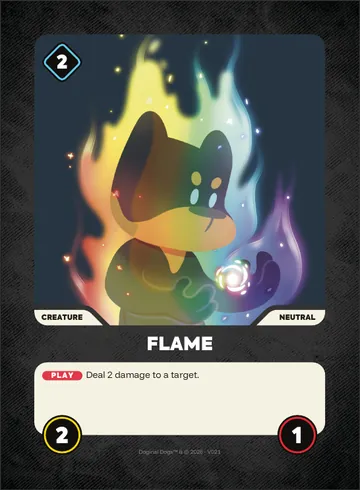 2
CREATURE
NEUTRAL
FLAME
PLAY Deal 2 damage to a target.
2
1